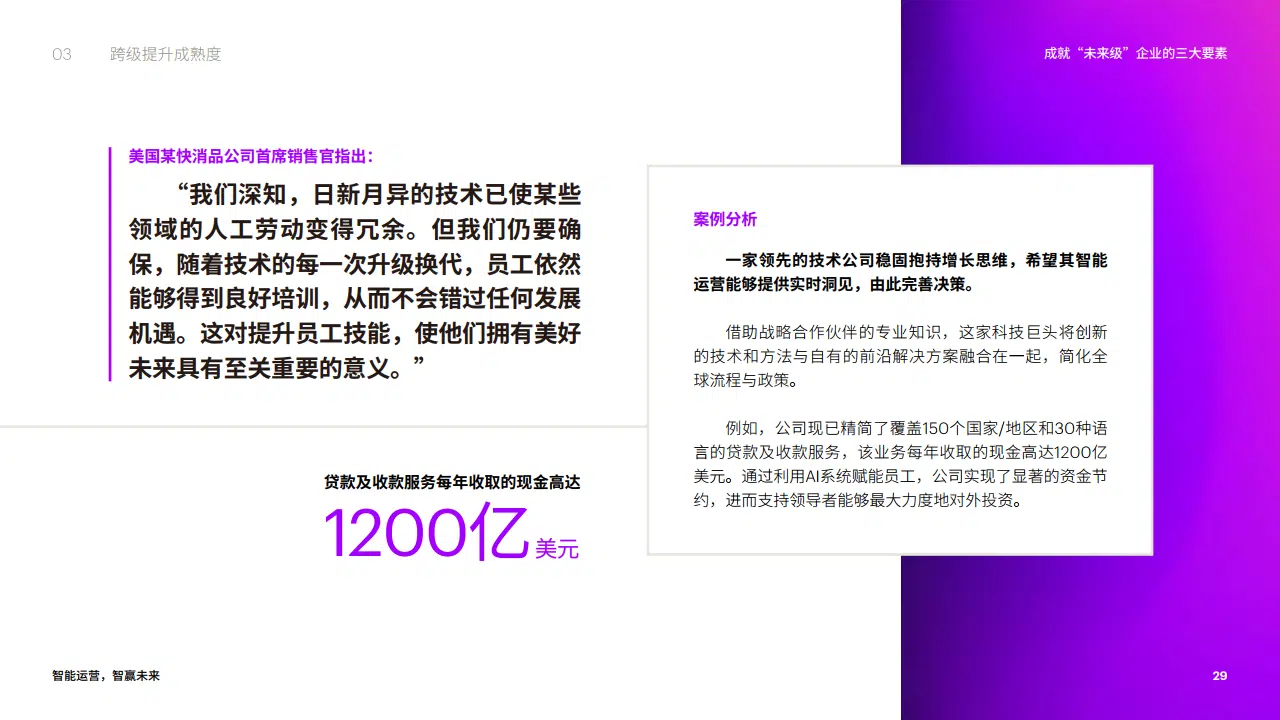 03 跨级提升成熟度
成就“未来级”企业的三大要素
美国某快消品公司首席销售官指出：
“我们深知，日新月异的技术已使某些
领域的人工劳动变得冗余。但我们仍要确
保，随着技术的每一次升级换代，员工依然
能够得到良好培训，从而不会错过任何发展
机遇。这对提升员工技能，使他们拥有美好
未来具有至关重要的意义。”
贷款及收款服务每年收取的现金高达
1200亿美元
案例分析
一家领先的技术公司稳固抱持增长思维，希望其智能
运营能够提供实时洞见，由此完善决策。
借助战略合作伙伴的专业知识，这家科技巨头将创新
的技术和方法与自有的前沿解决方案融合在一起，简化全
球流程与政策。
例如，公司现已精简了覆盖150个国家/地区和30种语
言的贷款及收款服务，该业务每年收取的现金高达1200亿
美元。通过利用AI系统赋能员工，公司实现了显著的资金节
约，进而支持领导者能够最大力度地对外投资。
智能运营，智赢未来
29